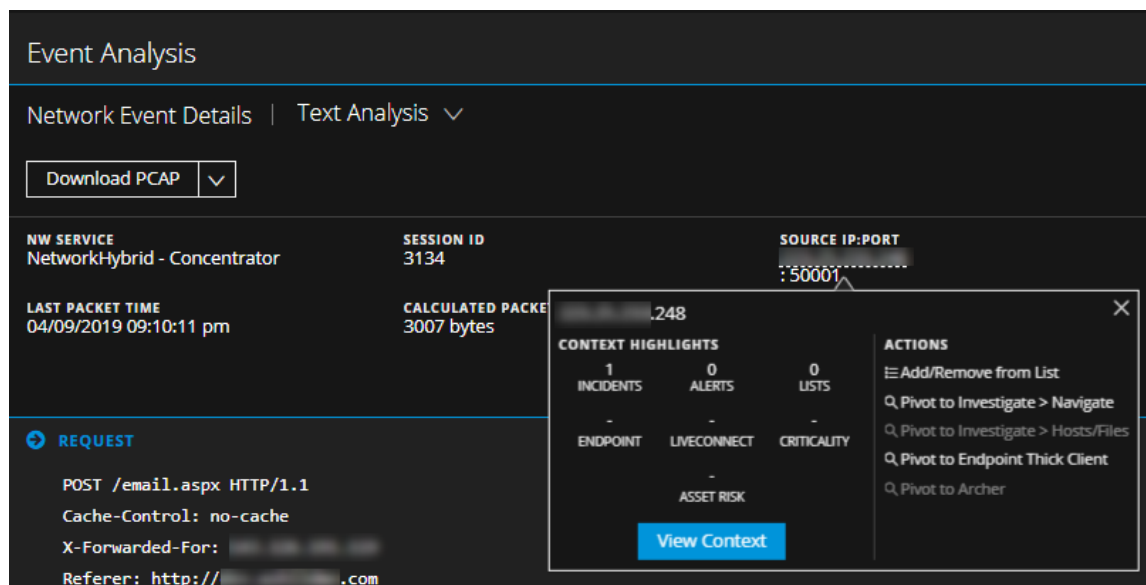 Event Analysis
Network Event Details | Text Analysis
Download PCAP
NW SERVICE
NetworkHybrid - Concentrator
SESSION ID
3134
SOURCE IP:PORT
: 50001
LAST PACKET TIME
04/09/2019 09:10:11 pm
CALCULATED PACKE
3007 bytes
.248
CONTEXT HIGHLIGHTS
1
INCIDENTS
0
ALERTS
0
LISTS
-
ENDPOINT
-
LIVECONNECT
-
CRITICALITY
-
ASSET RISK
View Context
ACTIONS
Add/Remove from List
Pivot to Investigate > Navigate
Pivot to Investigate > Hosts/Files
Pivot to Endpoint Thick Client
Pivot to Archer
REQUEST
POST /email.aspx HTTP/1.1
Cache-Control: no-cache
X-Forwarded-For:
Referer: http:// .com